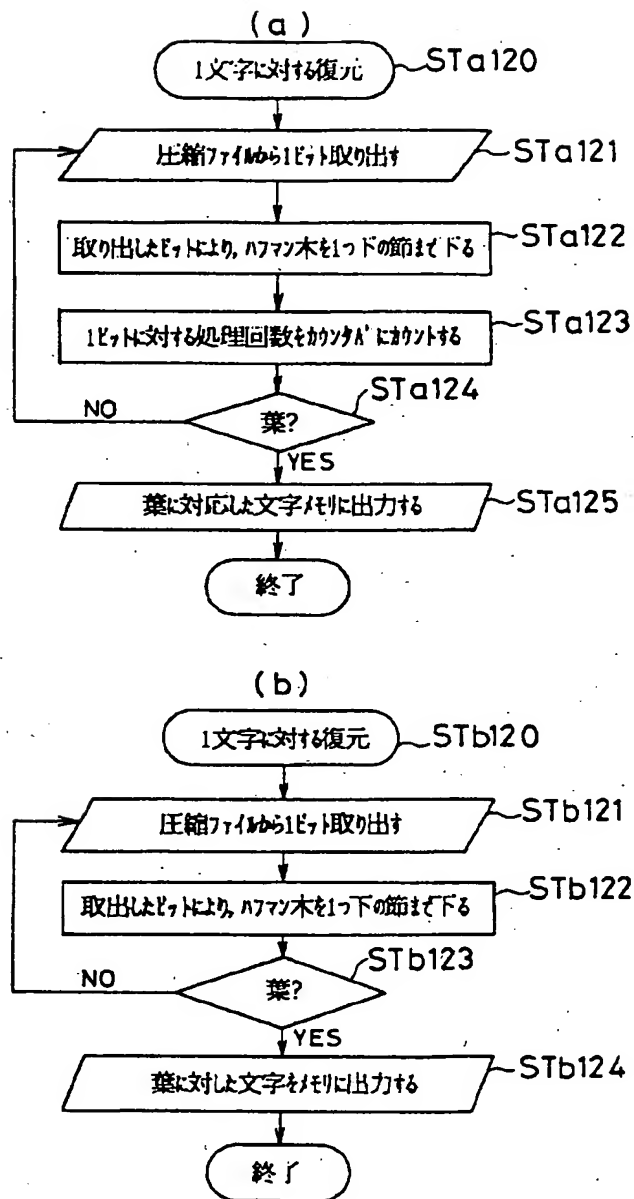 (a)
1文字に対する復元
STa120
圧縮ファイルから1ビット取り出す
STa121
取り出したビットにより,ハフマン木を1つ下の節まで下る
STa122
1ビットに対する処理回数をカウンタ
にカウントする
STa123
葉?
STa124
NO
YES
葉に対応した文字メモリに出力する
STa125
終了
(b)
1文字に対する復元
STb120
圧縮ファイルから1ビット取り出す
STb121
取出したビットにより,ハフマン木を1つ下の節まで下る
STb122
葉?
STb123
NO
YES
葉に対した文字をメモリに出力する
STb124
終了